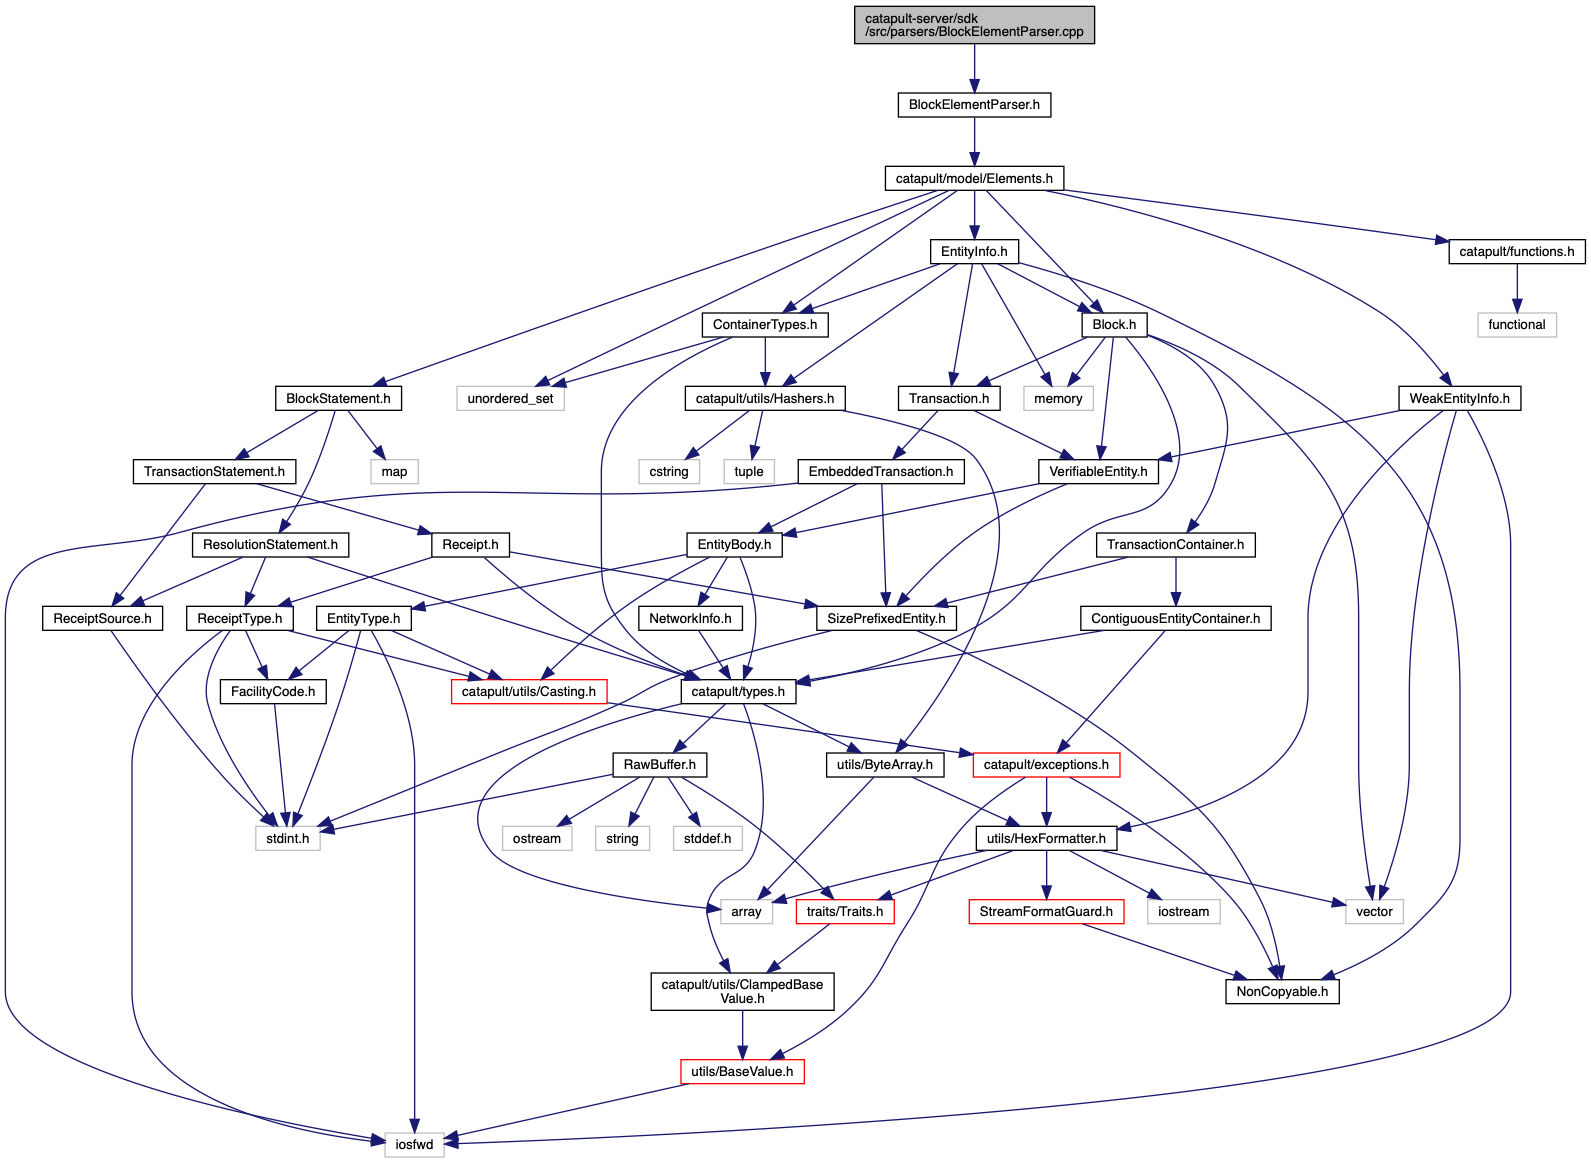 catapult-server/sdk
/src/parsers/BlockElementParser.cpp
BlockElementParser.h
catapult/model/Elements.h
EntityInfo.h
catapult/functions.h
ContainerTypes.h
Block.h
functional
BlockStatement.h
unordered_set
catapult/utils/Hashers.h
Transaction.h
memory
WeakEntityInfo.h
TransactionStatement.h
map
cstring
tuple
EmbeddedTransaction.h
VerifiableEntity.h
ResolutionStatement.h
Receipt.h
EntityBody.h
TransactionContainer.h
ReceiptSource.h
ReceiptType.h
EntityType.h
NetworkInfo.h
SizePrefixedEntity.h
ContiguousEntityContainer.h
FacilityCode.h
catapult/utils/Casting.h
catapult/types.h
RawBuffer.h
utils/ByteArray.h
catapult/exceptions.h
stdint.h
ostream
string
stddef.h
utils/HexFormatter.h
array
traits/Traits.h
StreamFormatGuard.h
iostream
vector
catapult/utils/ClampedBase
Value.h
NonCopyable.h
utils/BaseValue.h
iosfwd